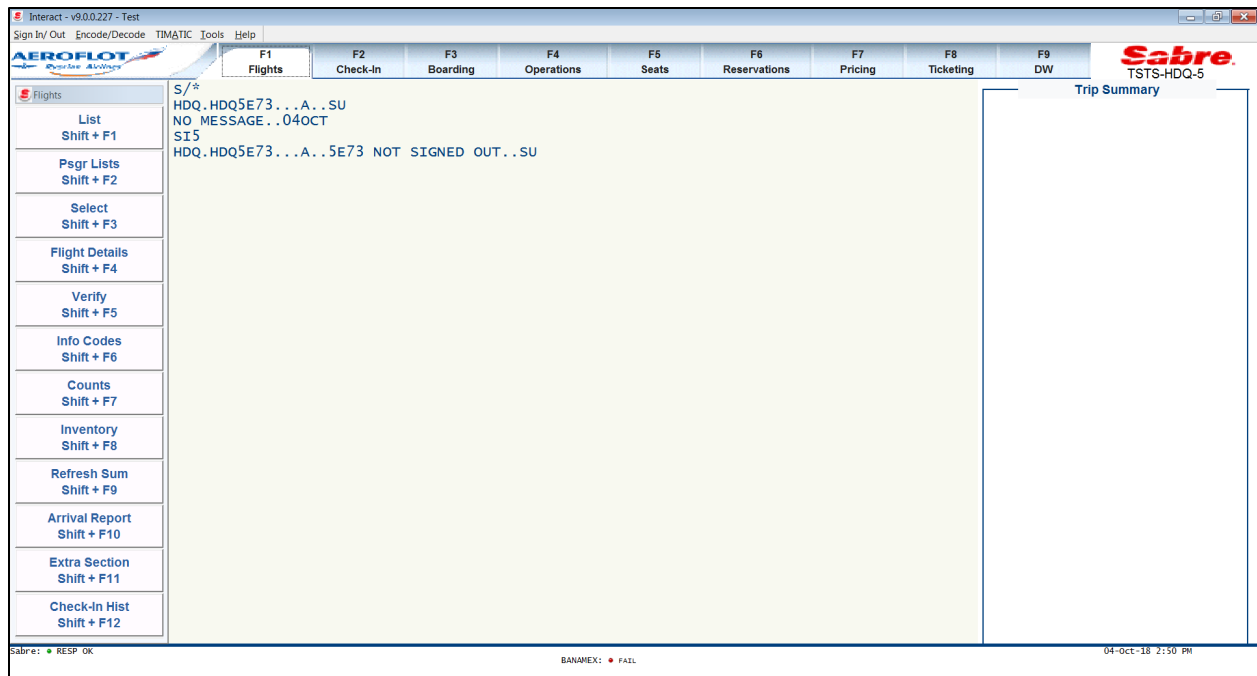 Interact - v9.0.0.227 - Test
Sign In/ Out Encode/Decode TIMATIC Tools Help
AEROFLOT
Russian Airlines
F1
Flights
F2
Check-In
F3
Boarding
F4
Operations
F5
Seats
F6
Reservations
F7
Pricing
F8
Ticketing
F9
DW
Sabre.
TSTS-HDQ-5
Flights
List
Shift + F1
Psgr Lists
Shift + F2
Select
Shift + F3
Flight Details
Shift + F4
Verify
Shift + F5
Info Codes
Shift + F6
Counts
Shift + F7
Inventory
Shift + F8
Refresh Sum
Shift + F9
Arrival Report
Shift + F10
Extra Section
Shift + F11
Check-In Hist
Shift + F12
S/*
HDQ.HDQ5E73...A..SU
NO MESSAGE..04OCT
SI5
HDQ.HDQ5E73...A..5E73 NOT SIGNED OUT..SU
Trip Summary
Sabre: RESP OK
BANAMEX: FAIL
04-Oct-18 2:50 PM